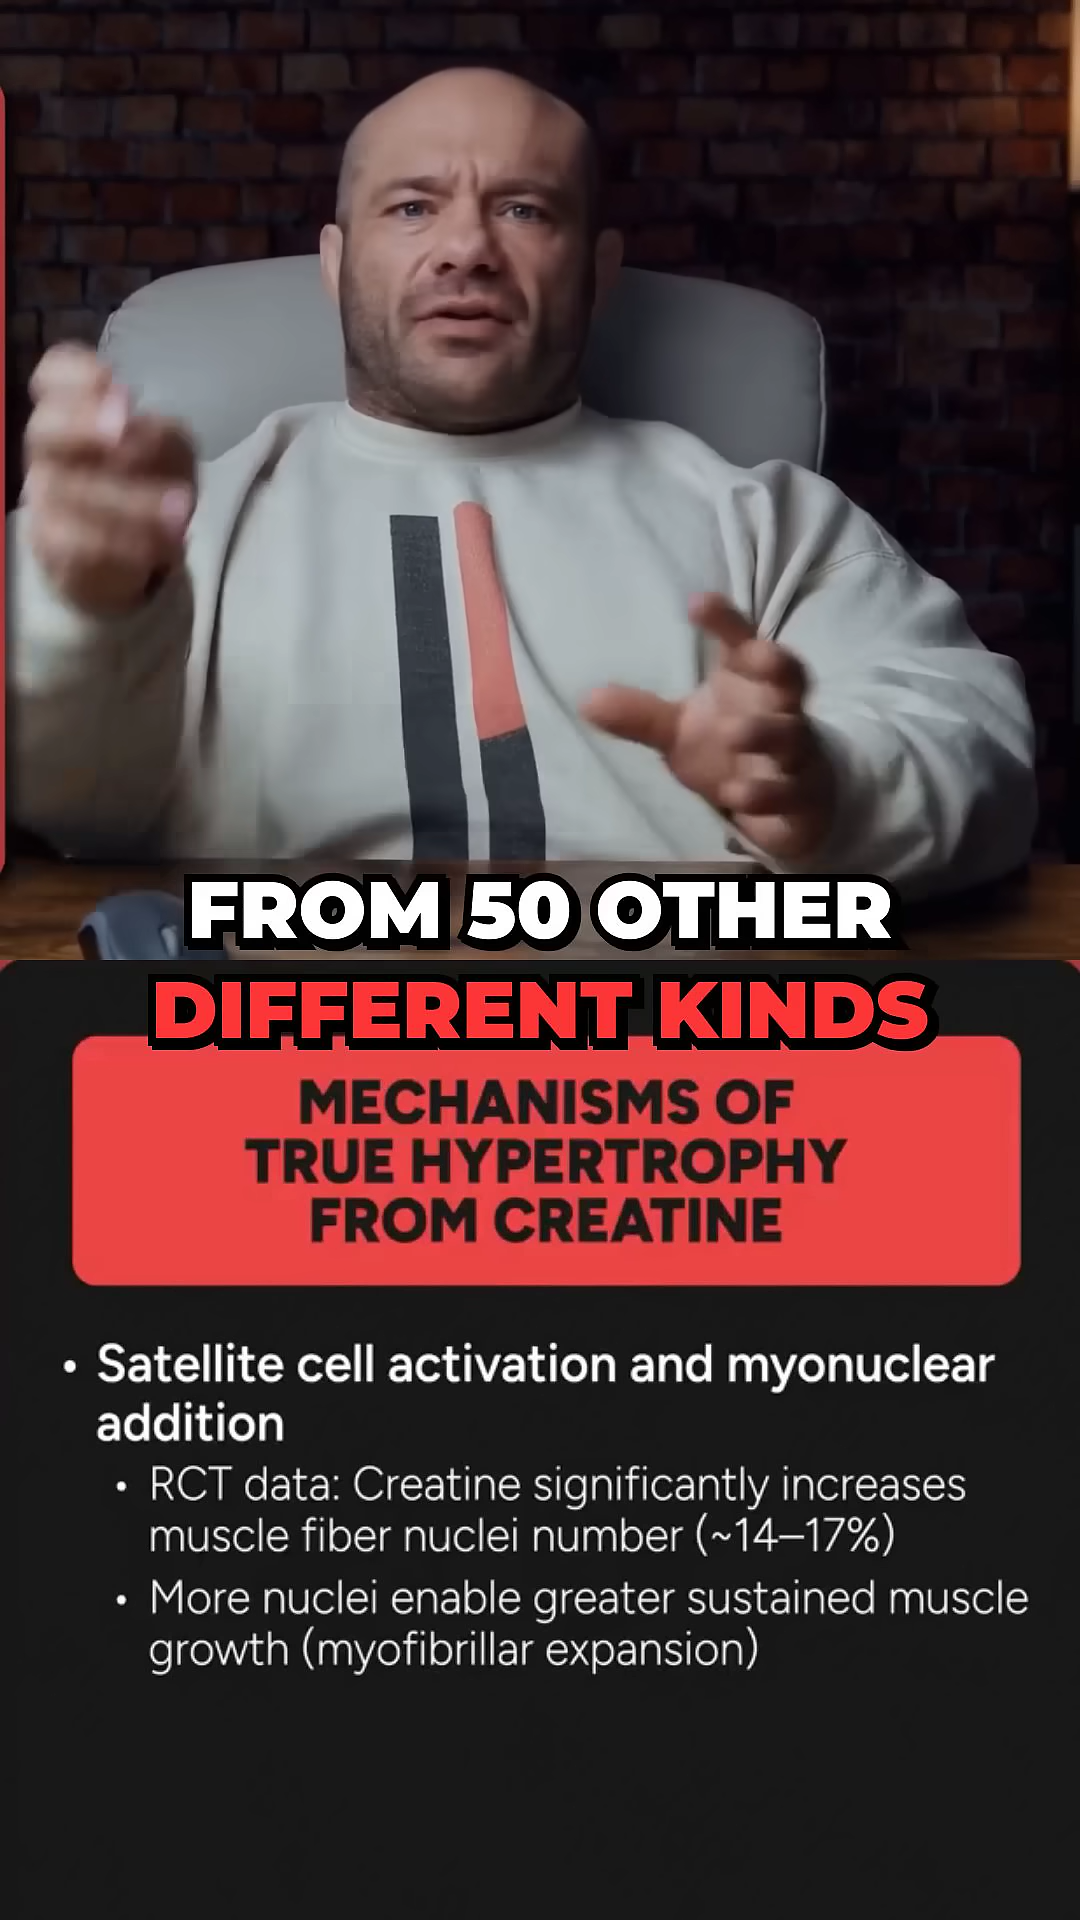 FROM 50 OTHER
DIFFERENT KINDS
MECHANISMS OF
TRUE HYPERTROPHY
FROM CREATINE
• Satellite cell activation and myonuclear
addition
• RCT data: Creatine significantly increases
muscle fiber nuclei number (~14–17%)
• More nuclei enable greater sustained muscle
growth (myofibrillar expansion)